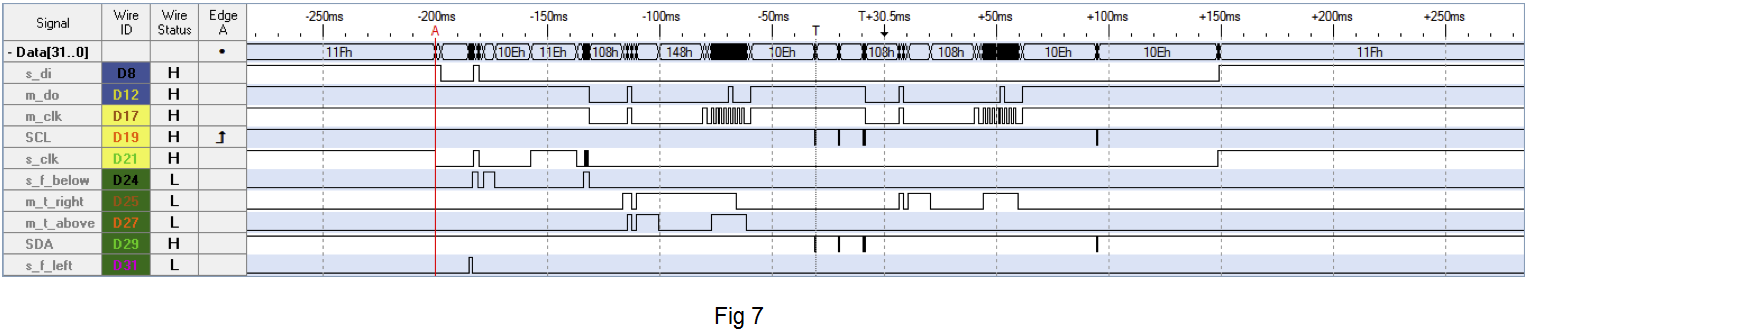 Signal Wire ID Wire Status Edge A -250ms -200ms -150ms -100ms -50ms T+30.5ms +50ms +100ms +150ms +200ms +250ms
A T
- Data[31..0] 11Fh 10Eh 11Eh 108h 148h 10Eh 108h 108h 10Eh 10Eh 11Fh
s_di D8 H
m_do D12 H
m_clk D17 H
SCL D19 H
s_clk D21 H
s_f_below D24 L
m_t_right D25 L
m_t_above D27 L
SDA D29 H
s_f_left D31 L
Fig 7